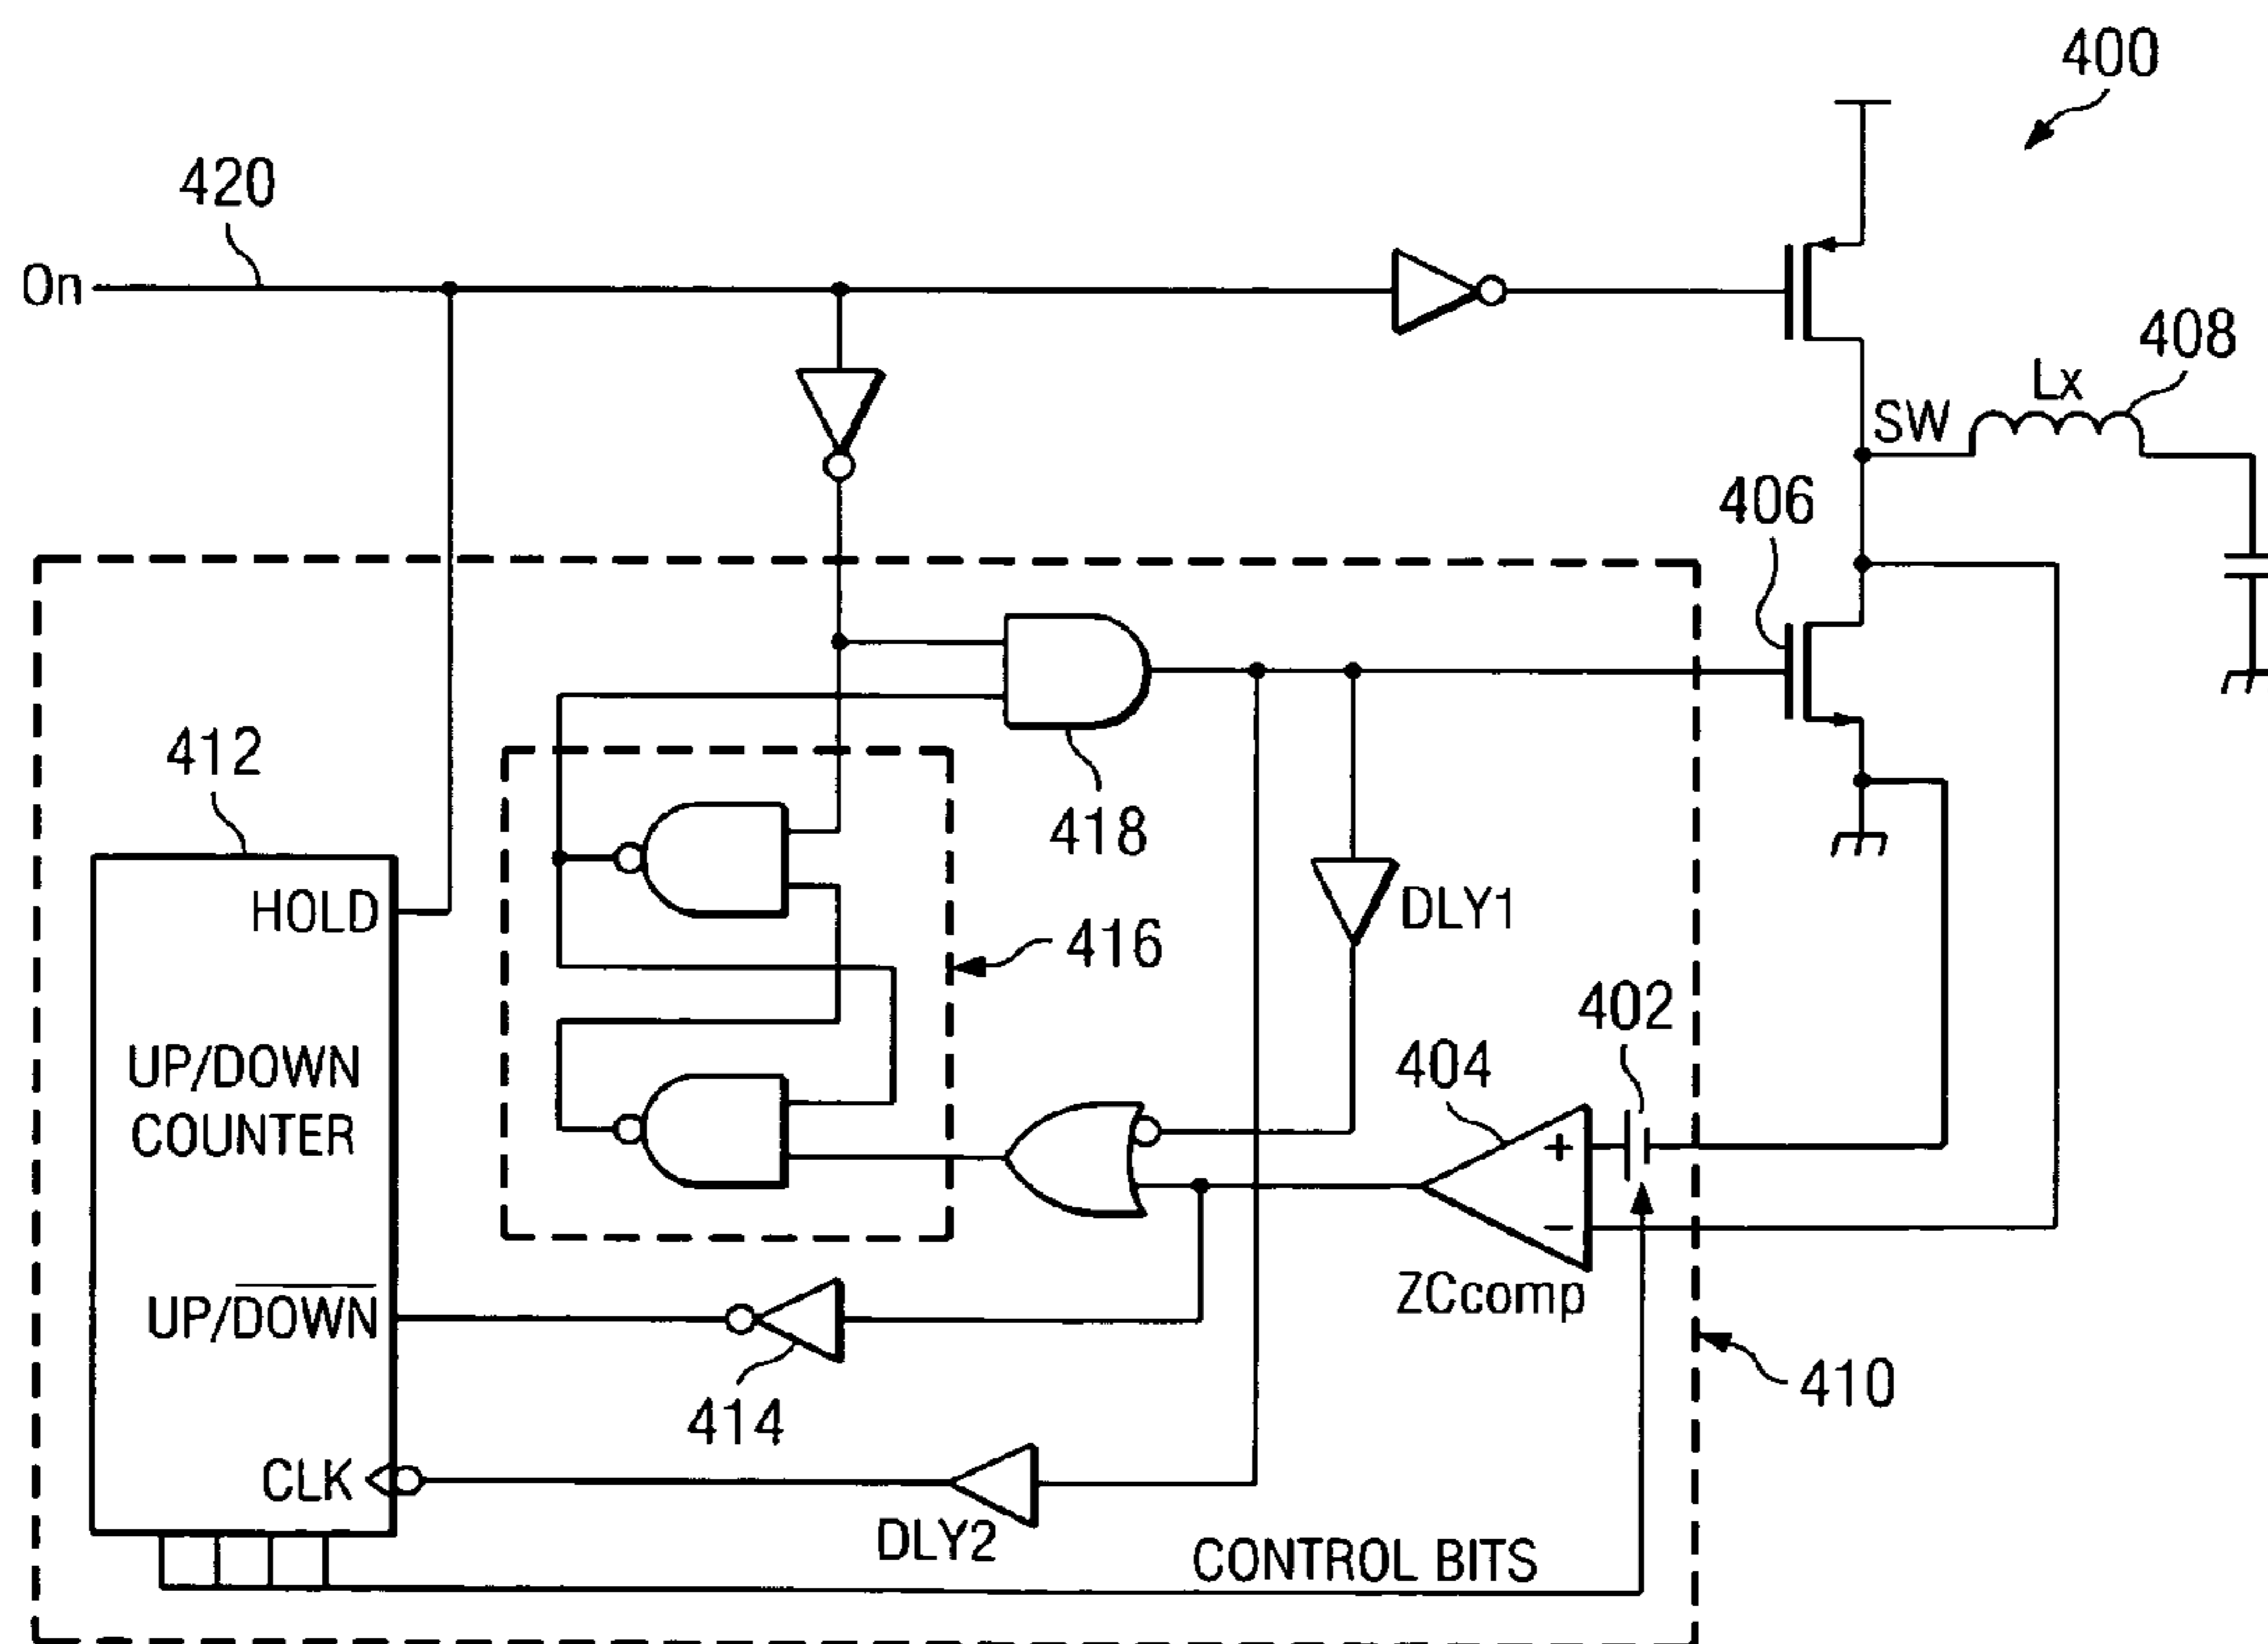 400
420
On
408
Lx
SW
406
412
418
HOLD
DLY1
416
402
404
UP/DOWN
COUNTER
+
−
ZCcomp
UP/DOWN
410
414
CLK
DLY2
CONTROL BITS